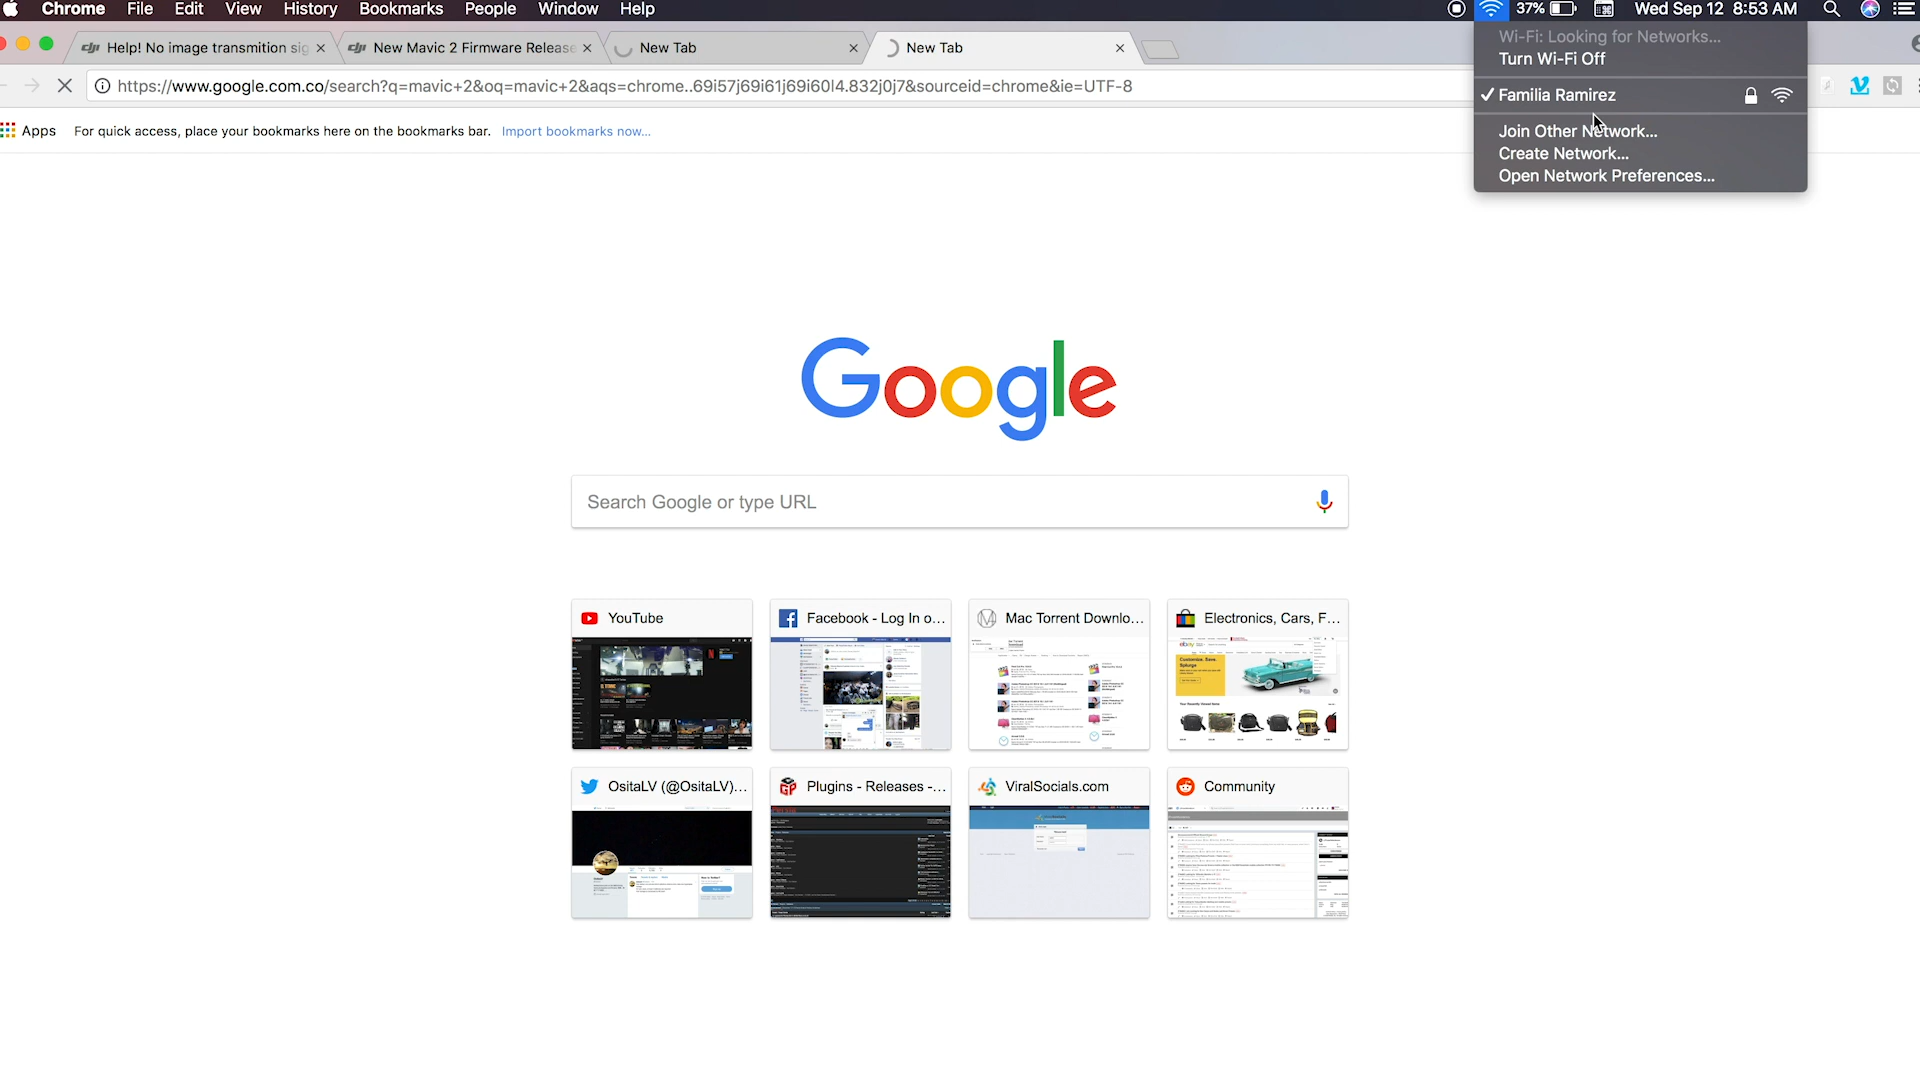 Chrome File Edit View History Bookmarks People Window Help 37% Wed Sep 12 8:53 AM
Help! No image transmition sig New Mavic 2 Firmware Release New Tab New Tab
Wi-Fi: Looking for Networks...
Turn Wi-Fi Off
https://www.google.com.co/search?q=mavic+2&oq=mavic+2&aqs=chrome..69i57j69i61j69i60l4.832j0j7&sourceid=chrome&ie=UTF-8
Familia Ramirez
Apps For quick access, place your bookmarks here on the bookmarks bar. Import bookmarks now...
Join Other Network...
Create Network...
Open Network Preferences...
Google
Search Google or type URL
YouTube Facebook - Log In o... Mac Torrent Downlo... Electronics, Cars, F...
OsitaLV (@OsitaLV)... Plugins - Releases -... ViralSocials.com Community